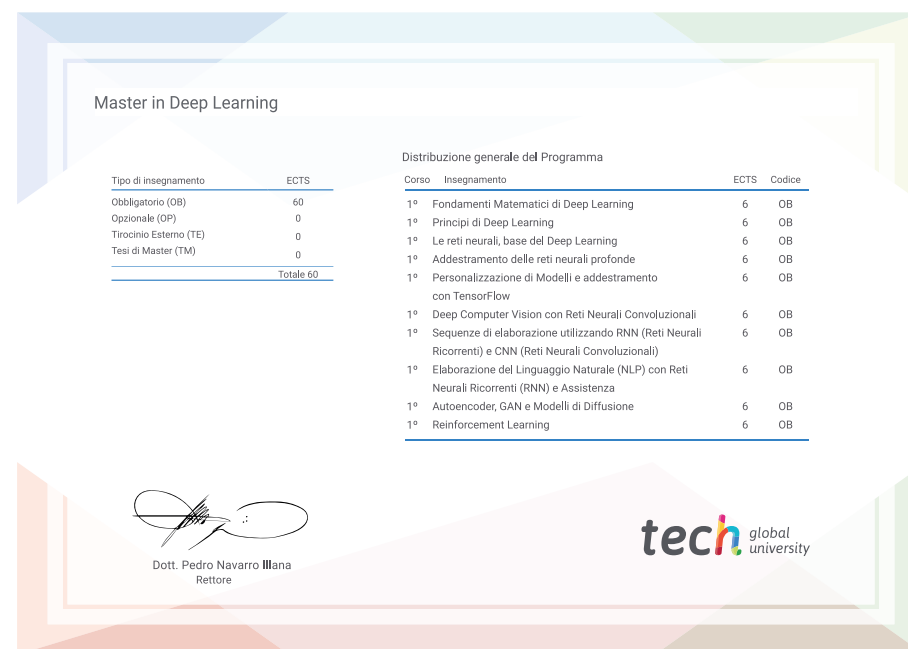 Master in Deep Learning
Distribuzione generale del Programma
Tipo di insegnamento ECTS
Obbligatorio (OB) 60
Opzionale (OP) 0
Tirocinio Esterno (TE) 0
Tesi di Master (TM) 0
Totale 60
Corso Insegnamento ECTS Codice
1º Fondamenti Matematici di Deep Learning 6 OB
1º Principi di Deep Learning 6 OB
1º Le reti neurali, base del Deep Learning 6 OB
1º Addestramento delle reti neurali profonde 6 OB
1º Personalizzazione di Modelli e addestramento 6 OB
con TensorFlow
1º Deep Computer Vision con Reti Neurali Convoluzionali 6 OB
1º Sequenze di elaborazione utilizzando RNN (Reti Neurali 6 OB
Ricorrenti) e CNN (Reti Neurali Convoluzionali)
1º Elaborazione del Linguaggio Naturale (NLP) con Reti 6 OB
Neurali Ricorrenti (RNN) e Assistenza
1º Autoencoder, GAN e Modelli di Diffusione 6 OB
1º Reinforcement Learning 6 OB
Dott. Pedro Navarro Illana
Rettore
tech global
university